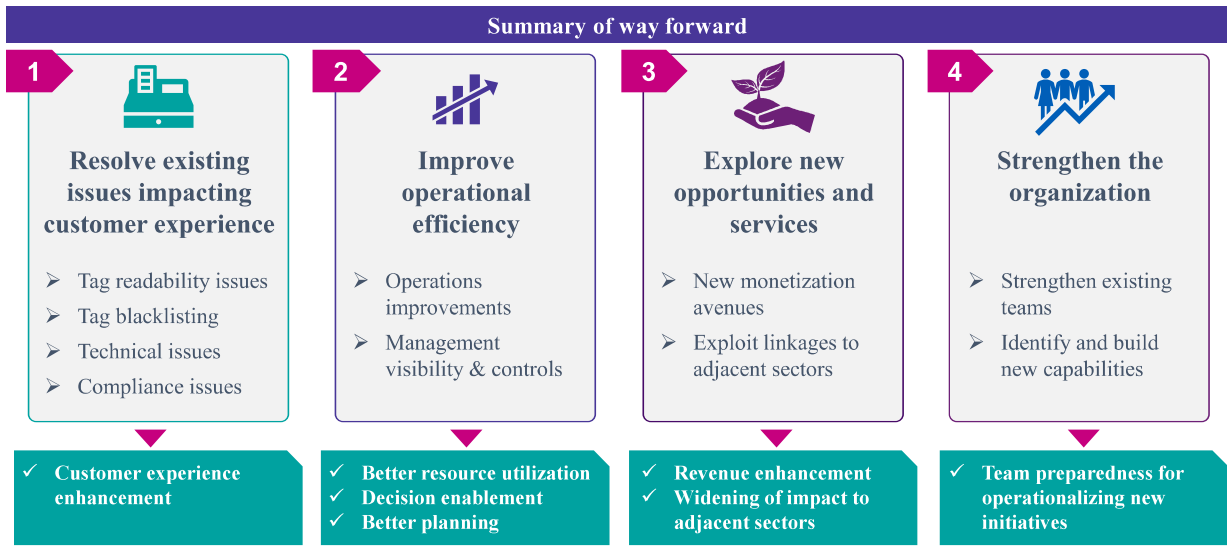 Summary of way forward
1
Resolve existing
issues impacting
customer experience
➢ Tag readability issues
➢ Tag blacklisting
➢ Technical issues
➢ Compliance issues
✓ Customer experience
enhancement
2
Improve
operational
efficiency
➢ Operations
improvements
➢ Management
visibility & controls
✓ Better resource utilization
✓ Decision enablement
✓ Better planning
3
Explore new
opportunities and
services
➢ New monetization
avenues
➢ Exploit linkages to
adjacent sectors
✓ Revenue enhancement
✓ Widening of impact to
adjacent sectors
4
Strengthen the
organization
➢ Strengthen existing
teams
➢ Identify and build
new capabilities
✓ Team preparedness for
operationalizing new
initiatives